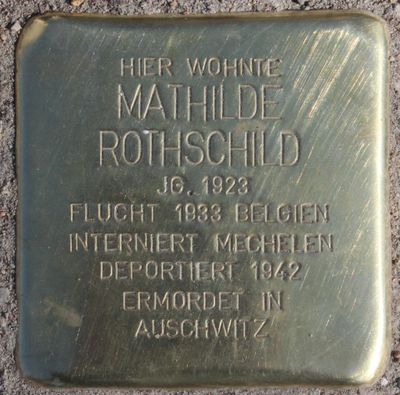 HIER WOHNTE
MATHILDE
ROTHSCHILD
JG. 1923
FLUCHT 1933 BELGIEN
INTERNIERT MECHELEN
DEPORTIERT 1942
ERMORDET IN
AUSCHWITZ